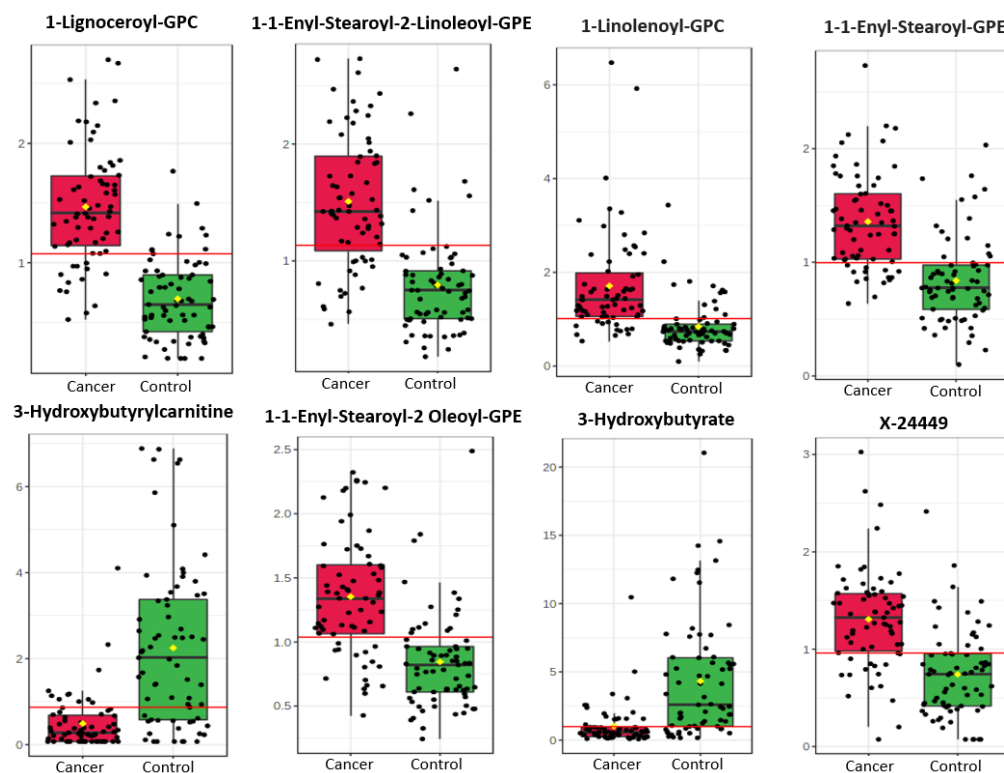 1-Lignoceroyl-GPC
2
1
Cancer Control
1-1-Enyl-Stearoyl-2-Linoleoyl-GPE
2
1
Cancer Control
1-Linolenoyl-GPC
6
4
2
0
Cancer Control
1-1-Enyl-Stearoyl-GPE
2
1
0
Cancer Control
3-Hydroxybutyrylcarnitine
6
4
2
0
Cancer Control
1-1-Enyl-Stearoyl-2 Oleoyl-GPE
2.5
2.0
1.5
1.0
0.5
Cancer Control
3-Hydroxybutyrate
20
15
10
5
0
Cancer Control
X-24449
3
2
1
0
Cancer Control